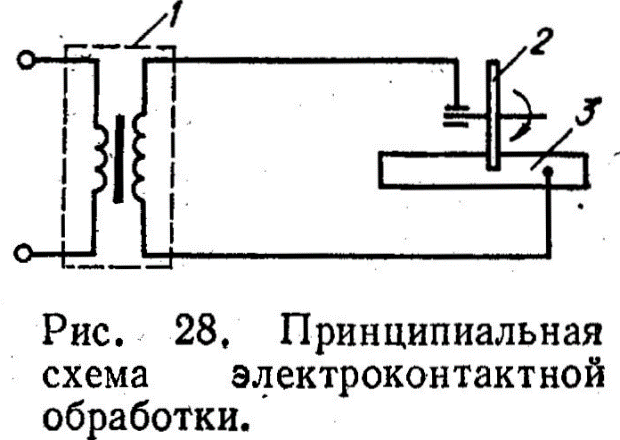 1
2
3
Рис. 28. Принципиальная
схема электроконтактной
обработки.